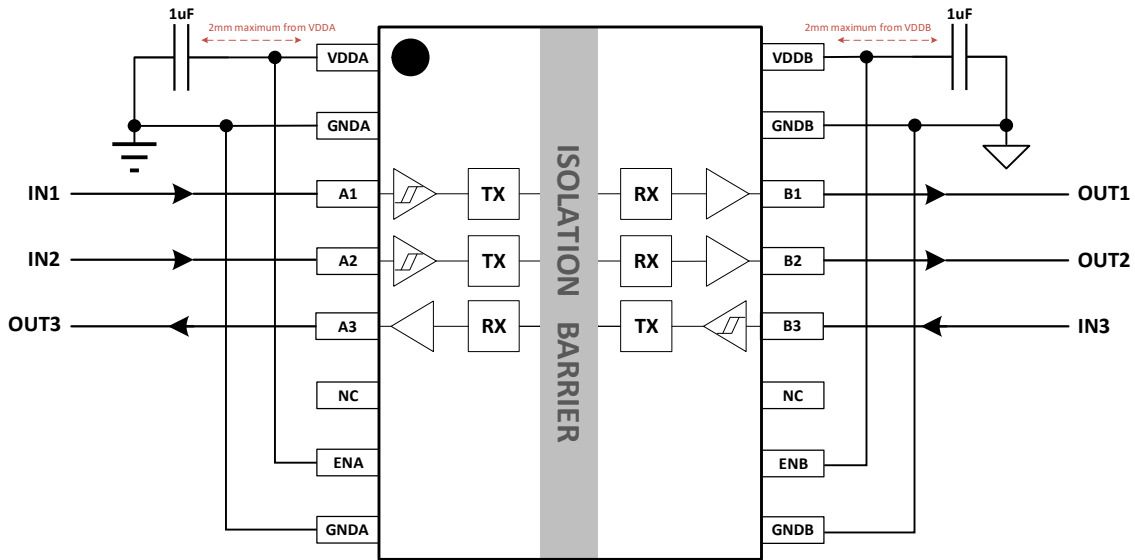 1uF
2mm maximum from VDDA
2mm maximum from VDDB
1uF
VDDA
VDDB
GNDA
GNDB
IN1
A1
TX
RX
B1
OUT1
IN2
A2
TX
RX
B2
OUT2
OUT3
A3
RX
TX
B3
IN3
ISOLATION BARRIER
NC
NC
ENA
ENB
GNDA
GNDB